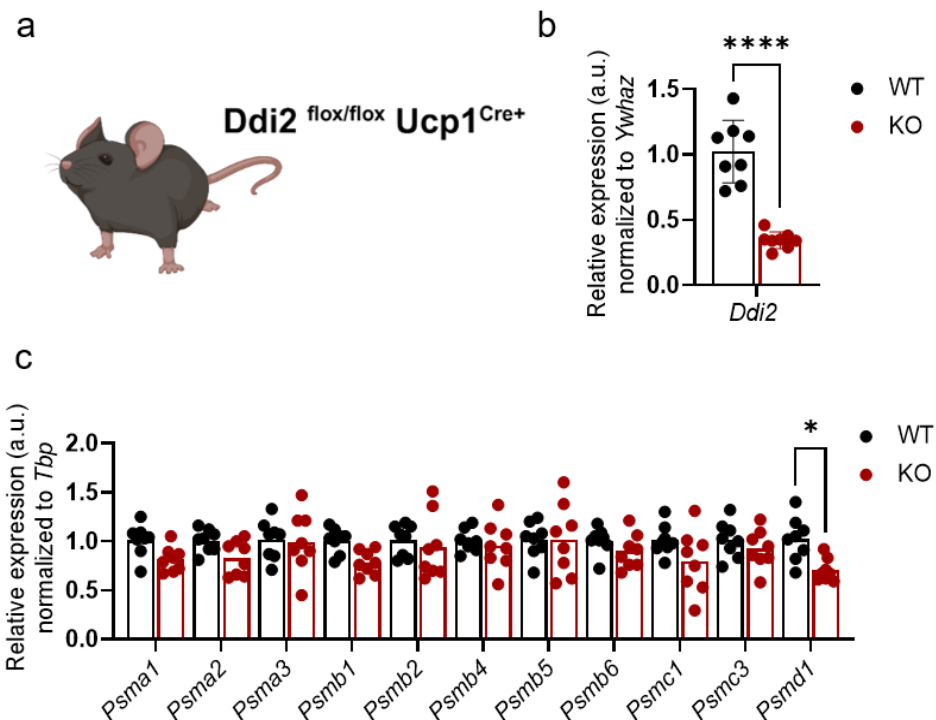 a
Ddi2 flox/flox Ucp1Cre+
b
Relative expression (a.u.)
normalized to Ywhaz
1.5
1.0
0.5
0.0
****
WT
KO
Ddi2
c
Relative expression (a.u.)
normalized to Tbp
2.0
1.5
1.0
0.5
0.0
*
WT
KO
Psma1
Psma2
Psma3
Psmb1
Psmb2
Psmb4
Psmb5
Psmb6
Psmc1
Psmc3
Psmd1